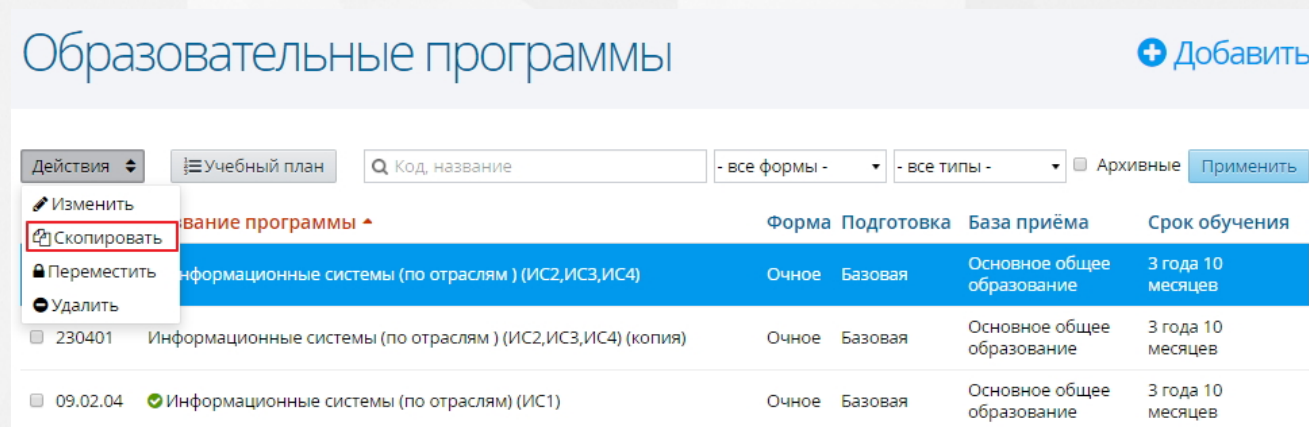 Образовательные программы
Добавить
Действия
Учебный план
Код, название
- все формы -
- все типы -
Архивные
Применить
Изменить
Скопировать
Переместить
Удалить
вание программы
Форма
Подготовка
База приёма
Срок обучения
нформационные системы (по отраслям ) (ИС2,ИС3,ИС4)
Очное
Базовая
Основное общее
образование
3 года 10
месяцев
230401
Информационные системы (по отраслям ) (ИС2,ИС3,ИС4) (копия)
Очное
Базовая
Основное общее
образование
3 года 10
месяцев
09.02.04
Информационные системы (по отраслям) (ИС1)
Очное
Базовая
Основное общее
образование
3 года 10
месяцев